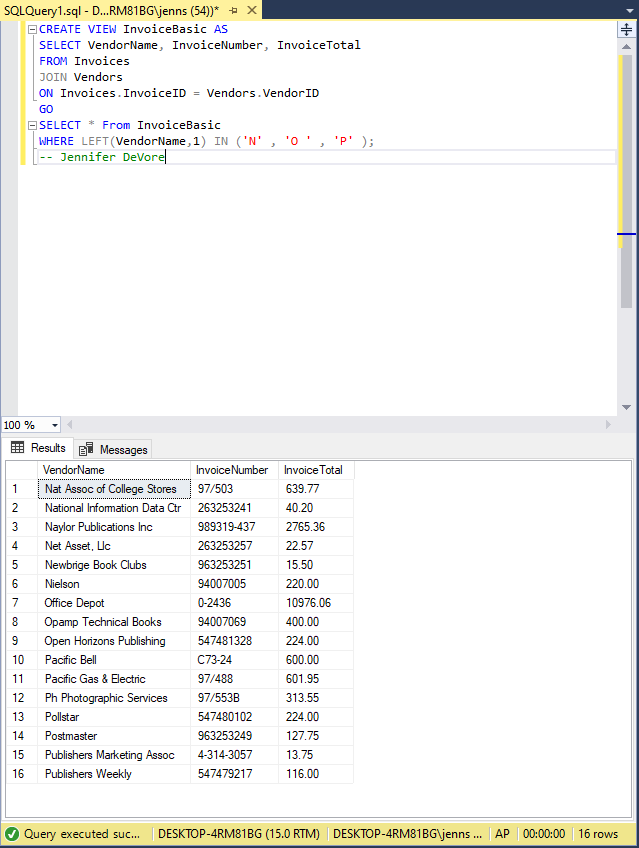 SQLQuery1.sql - D...RM81BG\jenns (54))*
CREATE VIEW InvoiceBasic AS
SELECT VendorName, InvoiceNumber, InvoiceTotal
FROM Invoices
JOIN Vendors
ON Invoices.InvoiceID = Vendors.VendorID
GO
SELECT * From InvoiceBasic
WHERE LEFT(VendorName,1) IN ('N' , 'O ' , 'P' );
-- Jennifer DeVore
100 %
Results Messages
VendorName InvoiceNumber InvoiceTotal
1 Nat Assoc of College Stores 97/503 639.77
2 National Information Data Ctr 263253241 40.20
3 Naylor Publications Inc 989319-437 2765.36
4 Net Asset, Llc 263253257 22.57
5 Newbrige Book Clubs 963253251 15.50
6 Nielson 94007005 220.00
7 Office Depot 0-2436 10976.06
8 Opamp Technical Books 94007069 400.00
9 Open Horizons Publishing 547481328 224.00
10 Pacific Bell C73-24 600.00
11 Pacific Gas & Electric 97/488 601.95
12 Ph Photographic Services 97/553B 313.55
13 Pollstar 547480102 224.00
14 Postmaster 963253249 127.75
15 Publishers Marketing Assoc 4-314-3057 13.75
16 Publishers Weekly 547479217 116.00
Query executed suc... DESKTOP-4RM81BG (15.0 RTM) DESKTOP-4RM81BG\jenns ... AP 00:00:00 16 rows